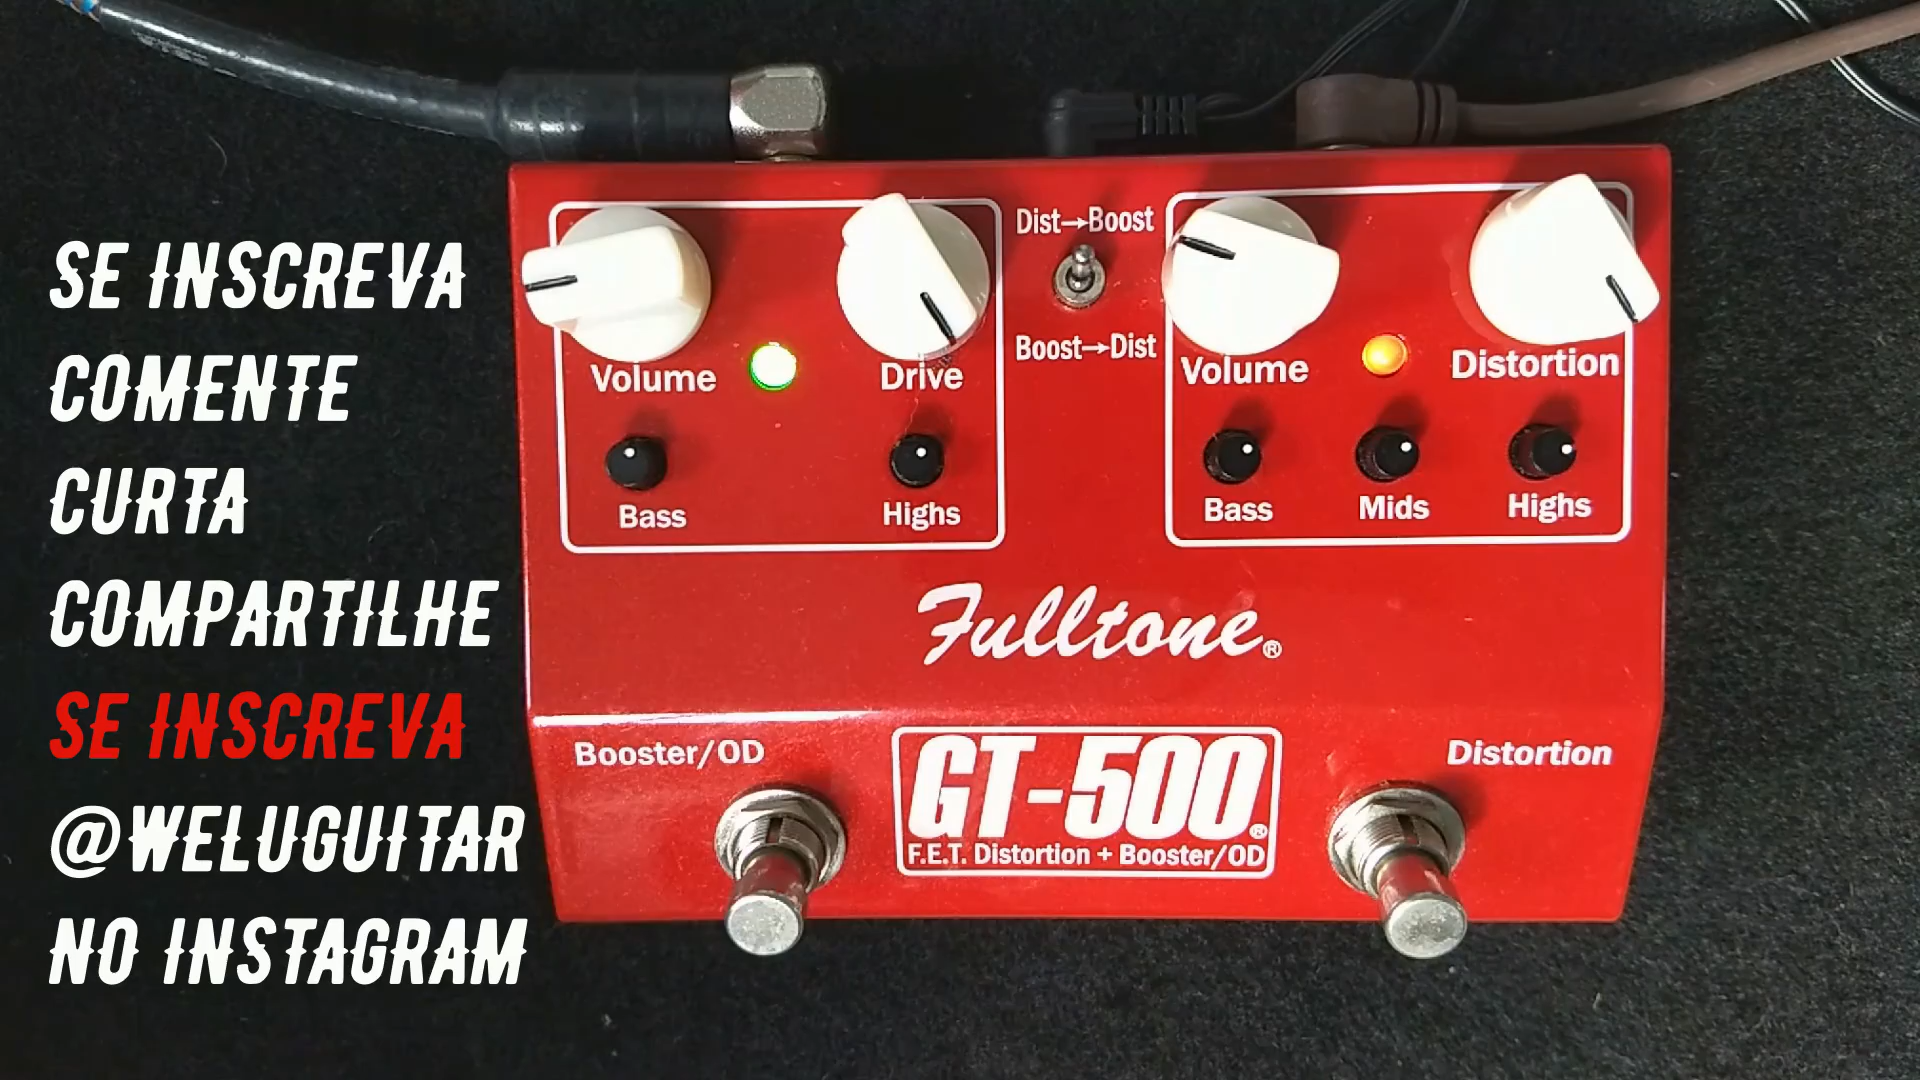 SE INSCREVA
COMENTE
CURTA
COMPARTILHE
SE INSCREVA
@WELUGUITAR
NO INSTAGRAM
Dist→Boost
Boost→Dist
Volume
Drive
Bass
Highs
Volume
Distortion
Bass
Mids
Highs
Fulltone®
Booster/OD
GT-500®
F.E.T. Distortion + Booster/OD
Distortion